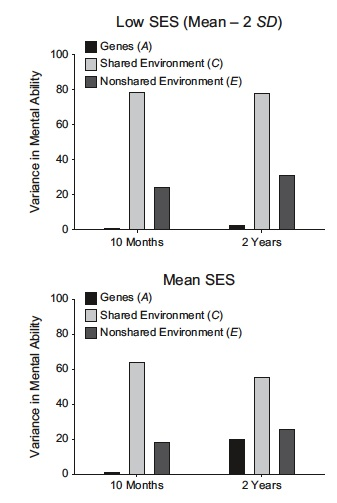 Low SES (Mean – 2 SD)
Genes (A)
Shared Environment (C)
Nonshared Environment (E)
Variance in Mental Ability
100
80
60
40
20
0
10 Months
2 Years
Mean SES
Genes (A)
Shared Environment (C)
Nonshared Environment (E)
Variance in Mental Ability
100
80
60
40
20
0
10 Months
2 Years